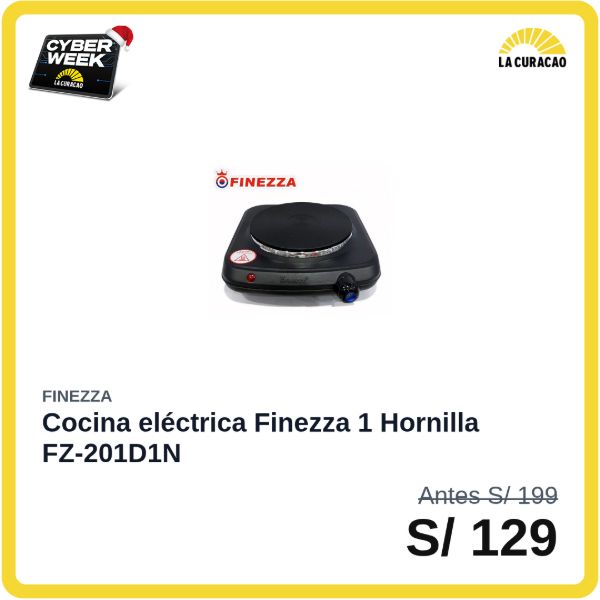 CYBER
WEEK
LA CURACAO
LA CURACAO
FINEZZA
FINEZZA
Cocina eléctrica Finezza 1 Hornilla
FZ-201D1N
Antes S/ 199
S/ 129